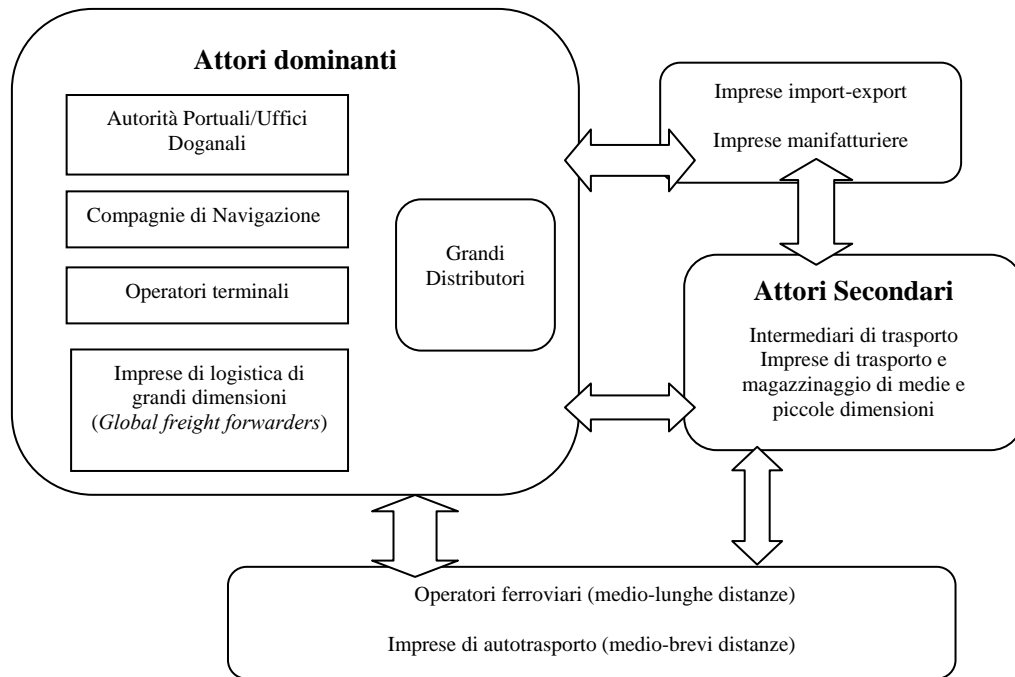 Attori dominanti
Autorità Portuali/Uffici
Doganali
Compagnie di Navigazione
Operatori terminali
Imprese di logistica di
grandi dimensioni
(Global freight forwarders)
Grandi
Distributori
Imprese import-export
Imprese manifatturiere
Attori Secondari
Intermediari di trasporto
Imprese di trasporto e
magazzinaggio di medie e
piccole dimensioni
Operatori ferroviari (medio-lunghe distanze)
Imprese di autotrasporto (medio-brevi distanze)